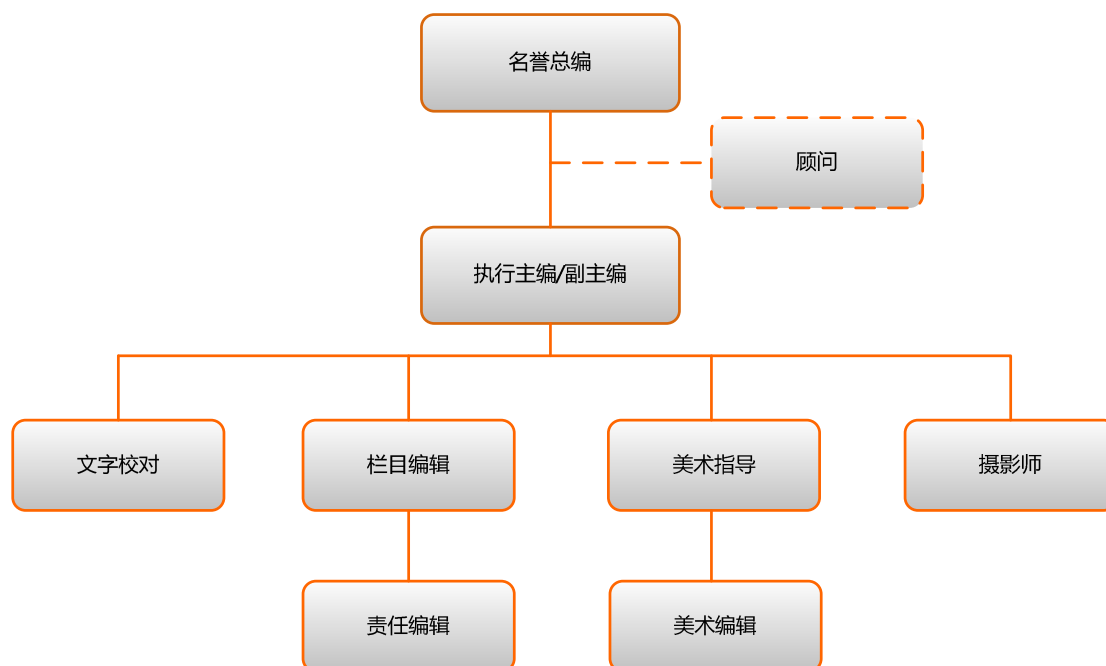 名誉总编
顾问
执行主编/副主编
文字校对
栏目编辑
美术指导
摄影师
责任编辑
美术编辑